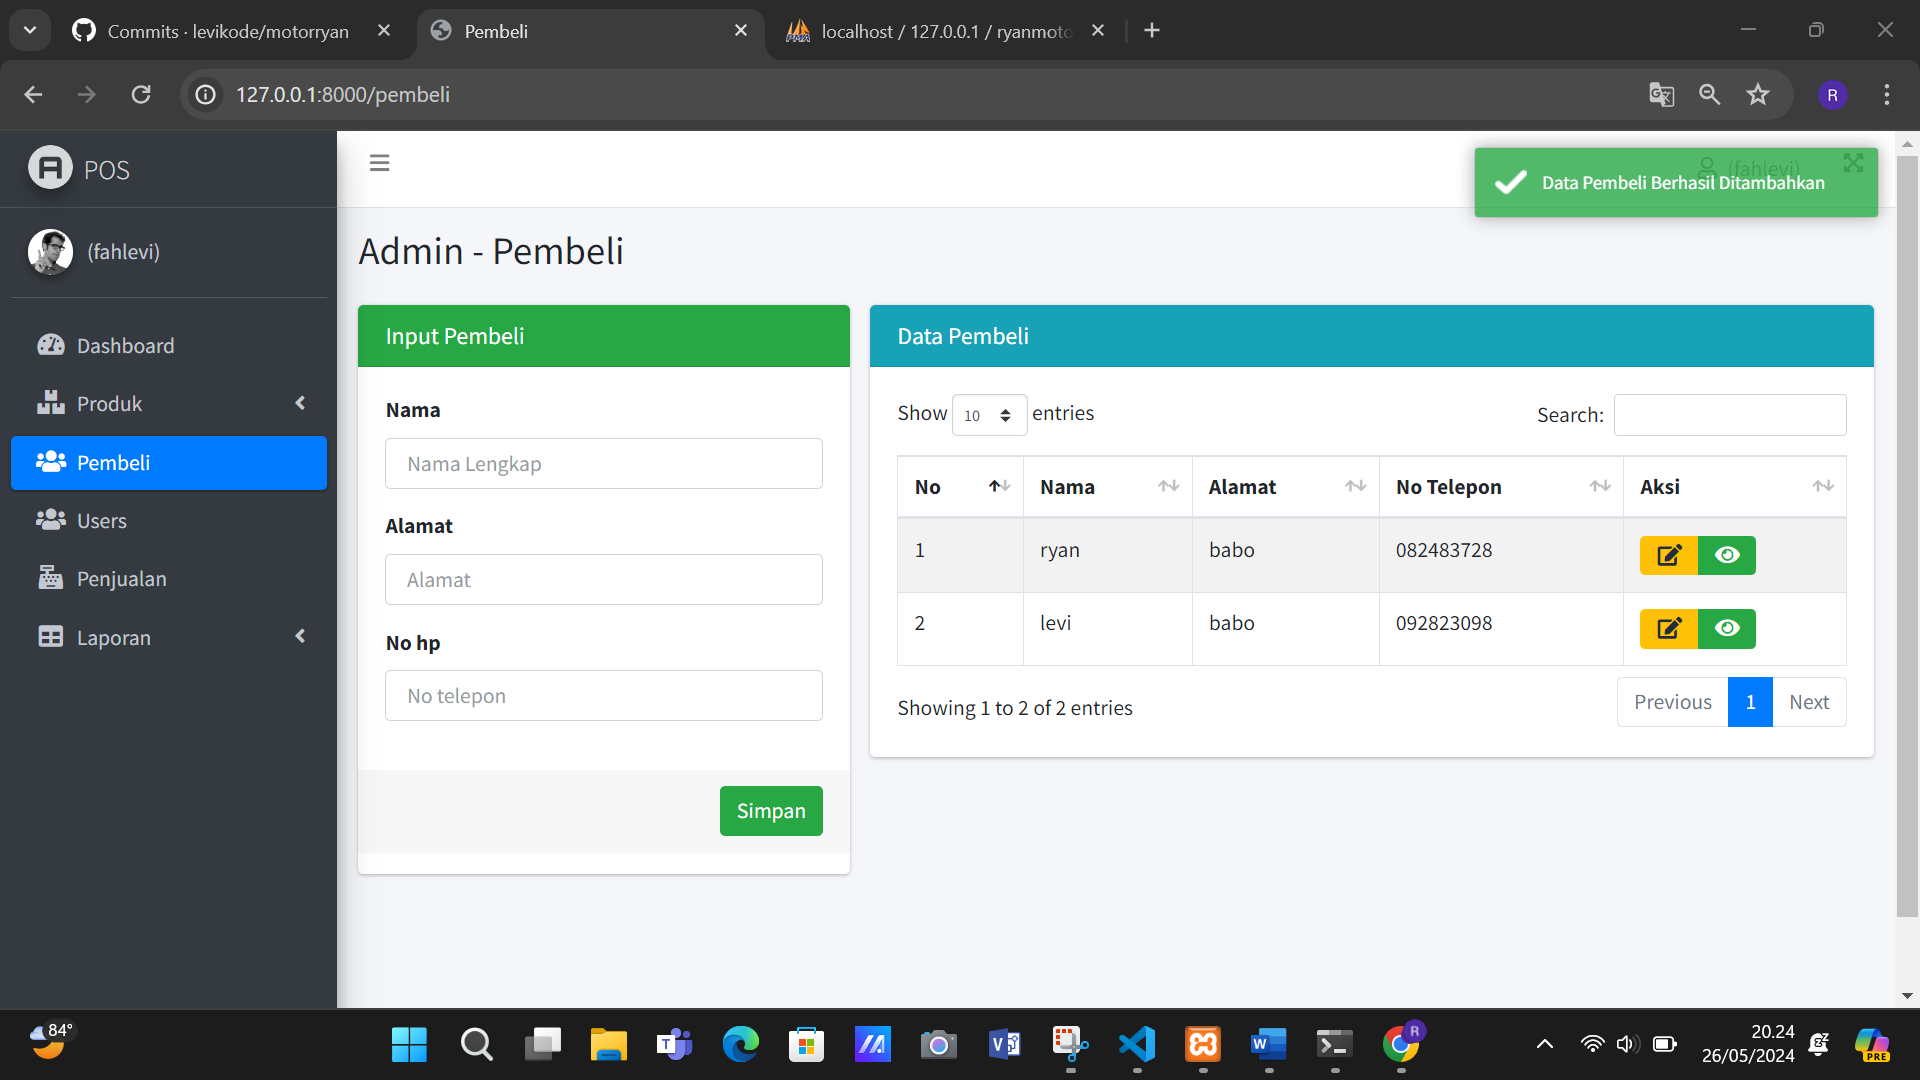 Commits · levikode/motorryan
Pembeli
localhost / 127.0.0.1 / ryanmoto
127.0.0.1:8000/pembeli
R
POS
(fahlevi)
Data Pembeli Berhasil Ditambahkan
(fahlevi)
Admin - Pembeli
Dashboard
Produk
Pembeli
Users
Penjualan
Laporan
Input Pembeli
Nama
Nama Lengkap
Alamat
Alamat
No hp
No telepon
Simpan
Data Pembeli
Show 10 entries
Search:
No Nama Alamat No Telepon Aksi
1 ryan babo 082483728
2 levi babo 092823098
Showing 1 to 2 of 2 entries
Previous 1 Next
84°
R
20.24
26/05/2024
PRE